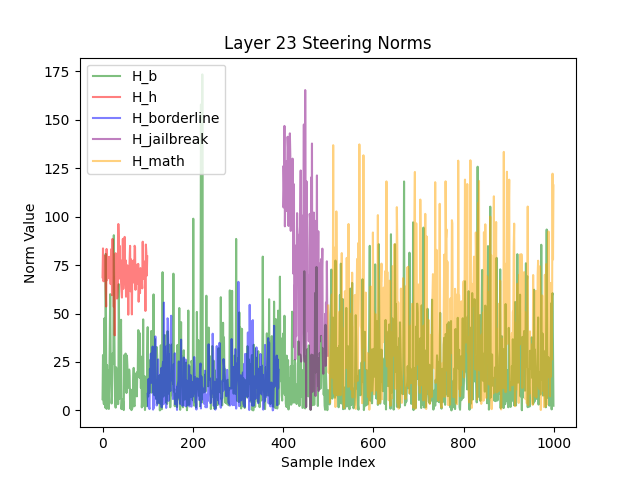 Layer 23 Steering Norms
Norm Value
175
150
125
100
75
50
25
0
H_b
H_h
H_borderline
H_jailbreak
H_math
0 200 400 600 800 1000
Sample Index